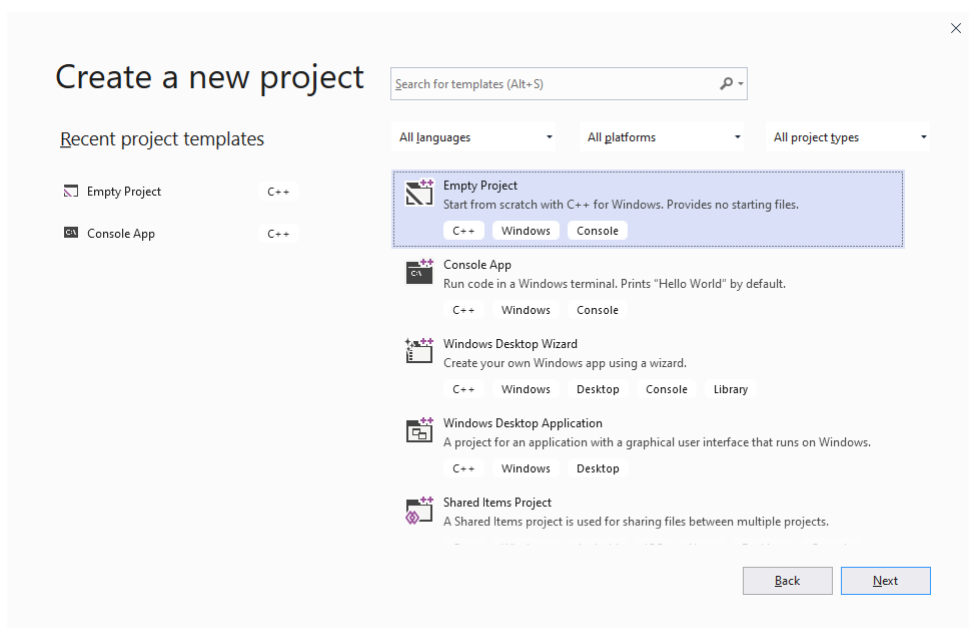 Create a new project
Search for templates (Alt+S)
Recent project templates
All languages
All platforms
All project types
Empty Project
C++
Console App
C++
Empty Project
Start from scratch with C++ for Windows. Provides no starting files.
C++ Windows Console
Console App
Run code in a Windows terminal. Prints "Hello World" by default.
C++ Windows Console
Windows Desktop Wizard
Create your own Windows app using a wizard.
C++ Windows Desktop Console Library
Windows Desktop Application
A project for an application with a graphical user interface that runs on Windows.
C++ Windows Desktop
Shared Items Project
A Shared Items project is used for sharing files between multiple projects.
Back
Next